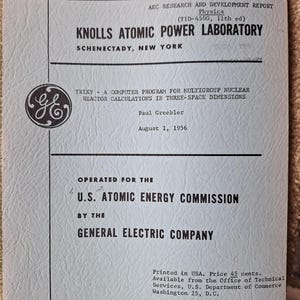 AEC RESEARCH AND DEVELOPMENT REPORT
Physics
(TID-4500, 11th ed)
KNOLLS ATOMIC POWER LABORATORY
SCHENECTADY, NEW YORK
TRIXY - A COMPUTER PROGRAM FOR MULTIGROUP NUCLEAR
REACTOR CALCULATIONS IN THREE-SPACE DIMENSIONS
GE
Paul Greebler
August 1, 1956
OPERATED FOR THE
U.S. ATOMIC ENERGY COMMISSION
BY THE
GENERAL ELECTRIC COMPANY
Printed in USA. Price 45 cents.
Available from the Office of Technical
Services, U.S. Department of Commerce
Washington 25, D.C.